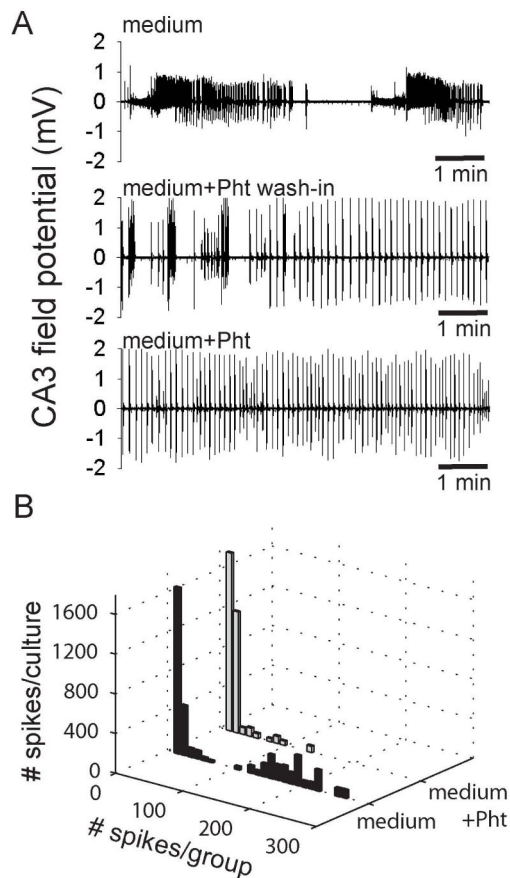 A
medium
2
1
0
-1
-2
1 min
medium+Pht wash-in
2
1
0
-1
2
1 min
medium+Pht
2
1
0
-1
-2
1 min
CA3 field potential (mV)
B
1600
1200
800
400
0
# spikes/culture
0
100
200
300
# spikes/group
medium
medium
+Pht